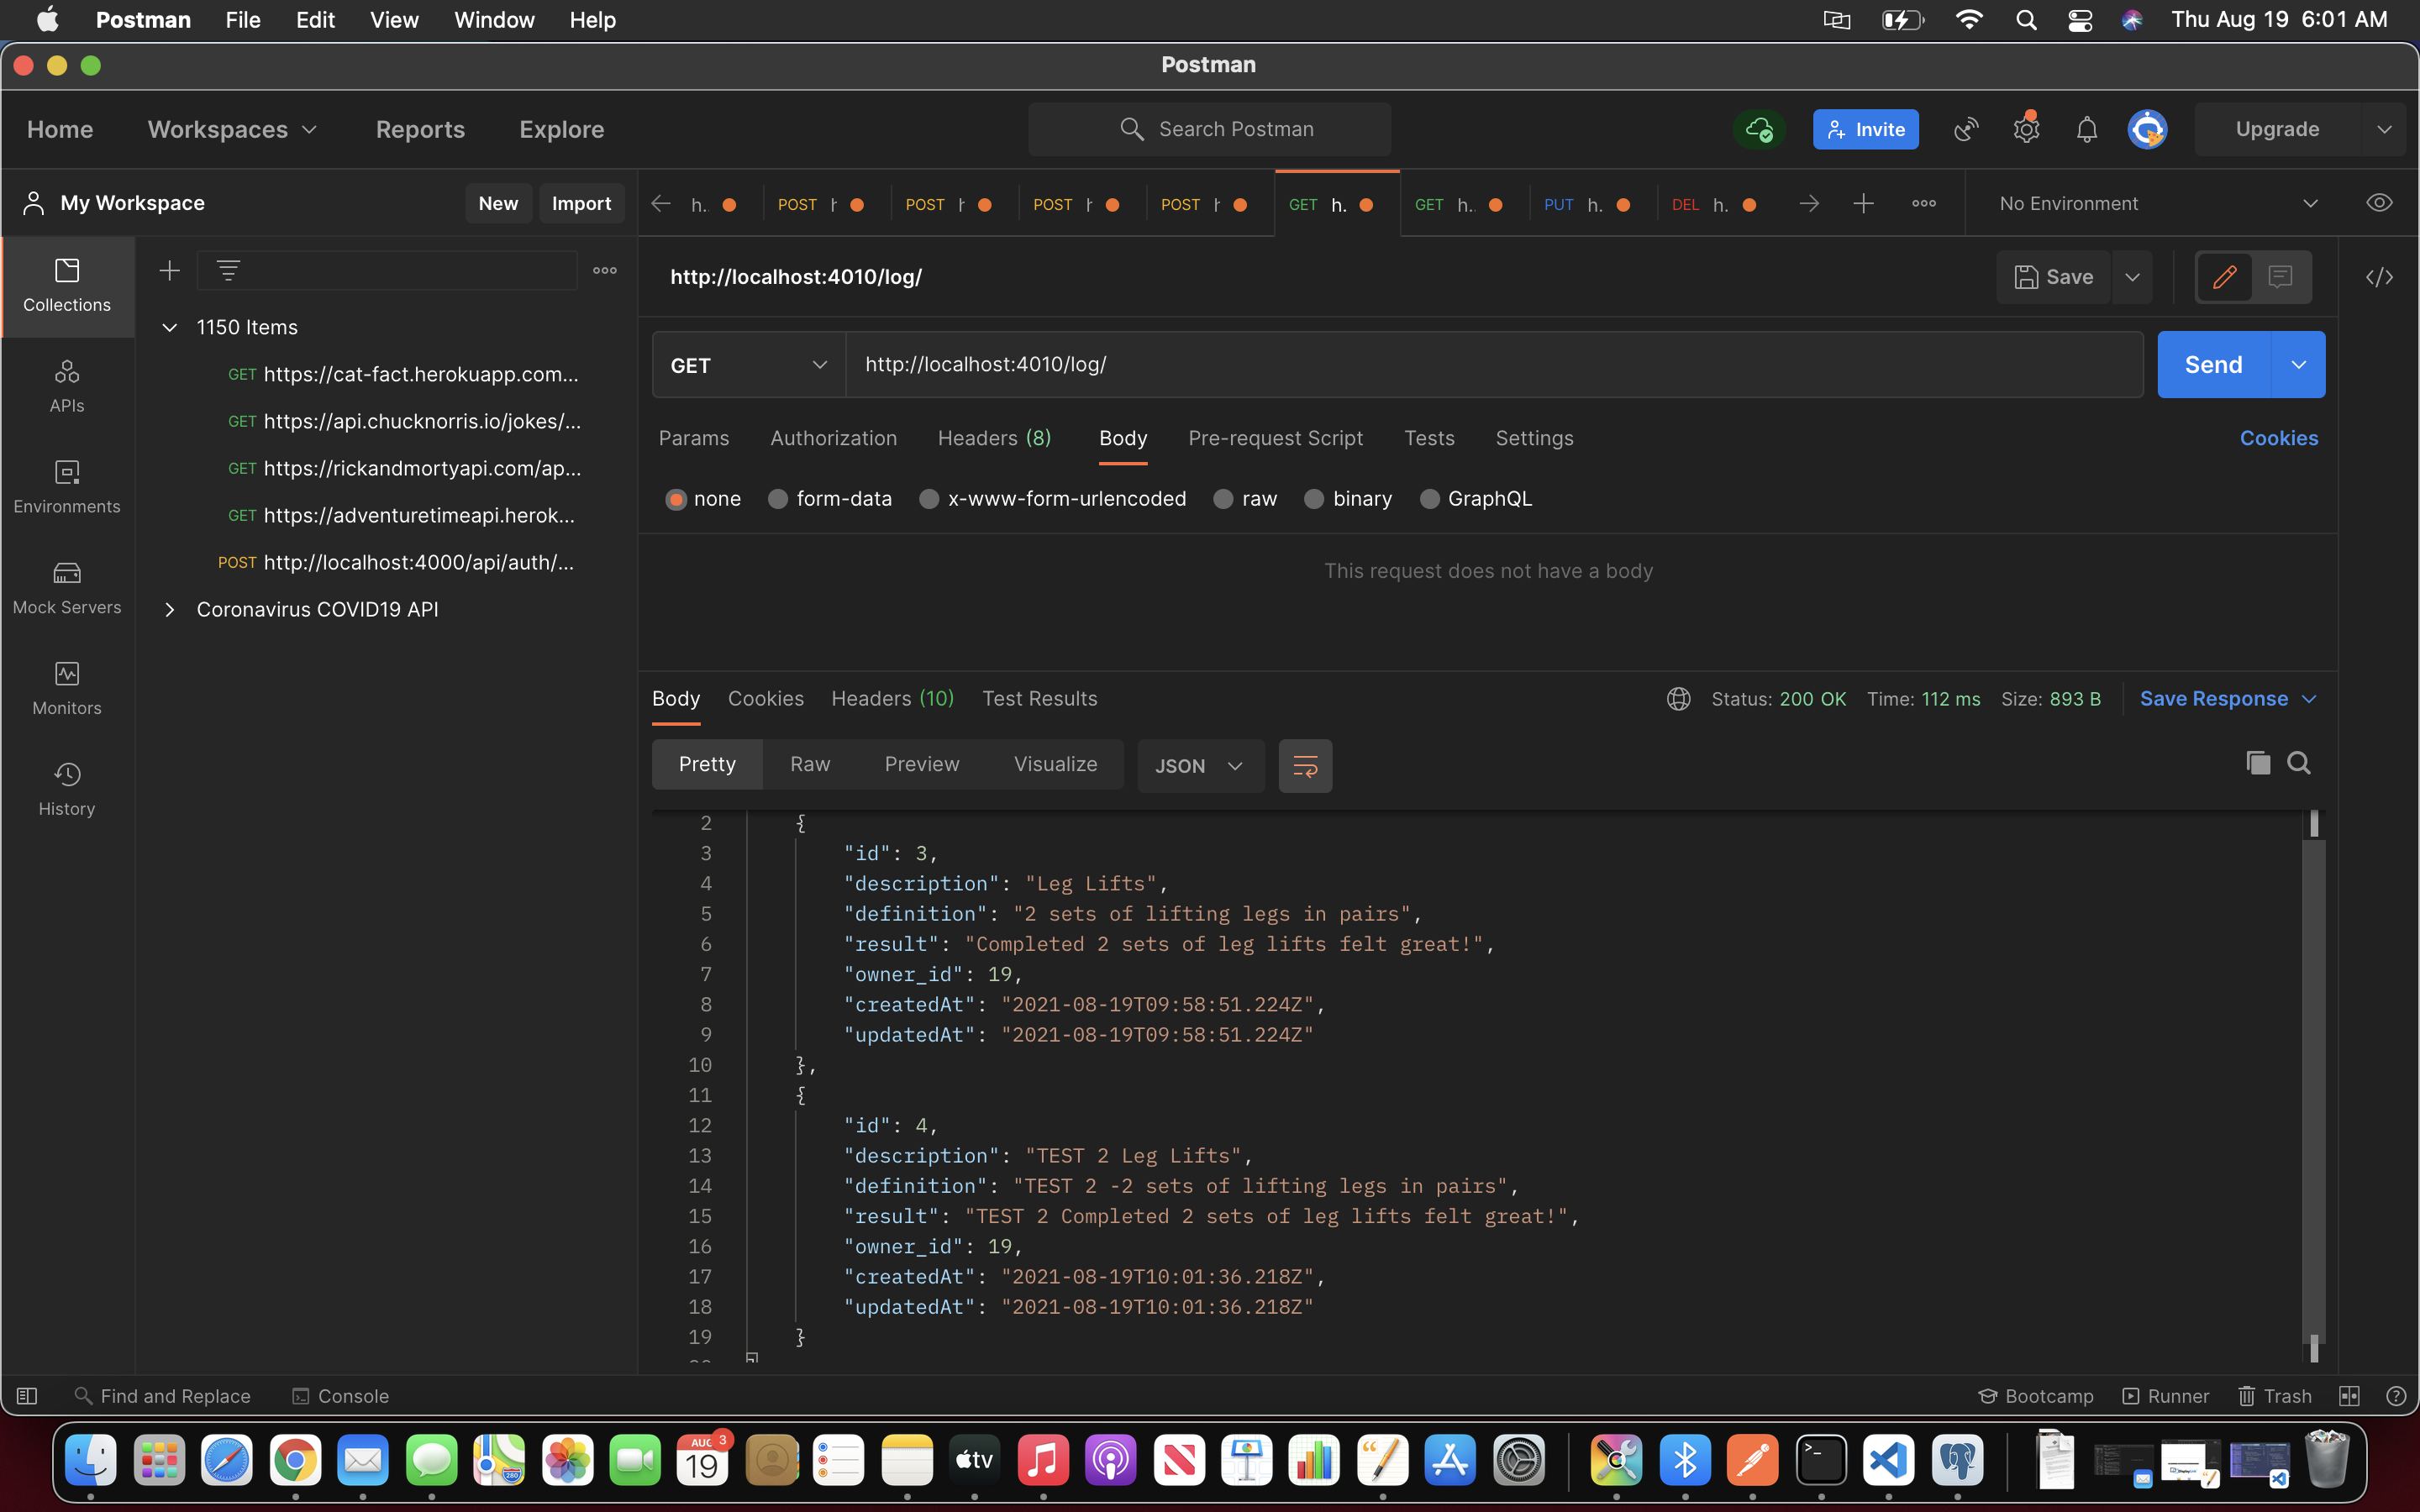 Postman File Edit View Window Help Thu Aug 19 6:01 AM
Postman
Home Workspaces Reports Explore Search Postman Invite Upgrade
My Workspace New Import h. POST POST POST POST GET h. GET h.. PUT h. DEL h. No Environment
Collections
APIs
Environments
Mock Servers
Monitors
History
1150 Items
GET https://cat-fact.herokuapp.com...
GET https://api.chucknorris.io/jokes/...
GET https://rickandmortyapi.com/ap...
GET https://adventuretimeapi.herok...
POST http://localhost:4000/api/auth/...
Coronavirus COVID19 API
http://localhost:4010/log/ Save
GET http://localhost:4010/log/ Send
Params Authorization Headers (8) Body Pre-request Script Tests Settings Cookies
none form-data x-www-form-urlencoded raw binary GraphQL
This request does not have a body
Body Cookies Headers (10) Test Results Status: 200 OK Time: 112 ms Size: 893 B Save Response
Pretty Raw Preview Visualize JSON
2 {
3 "id": 3,
4 "description": "Leg Lifts",
5 "definition": "2 sets of lifting legs in pairs",
6 "result": "Completed 2 sets of leg lifts felt great!",
7 "owner_id": 19,
8 "createdAt": "2021-08-19T09:58:51.224Z",
9 "updatedAt": "2021-08-19T09:58:51.224Z"
10 },
11 {
12 "id": 4,
13 "description": "TEST 2 Leg Lifts",
14 "definition": "TEST 2 -2 sets of lifting legs in pairs",
15 "result": "TEST 2 Completed 2 sets of leg lifts felt great!",
16 "owner_id": 19,
17 "createdAt": "2021-08-19T10:01:36.218Z",
18 "updatedAt": "2021-08-19T10:01:36.218Z"
19 }
Find and Replace Console Bootcamp Runner Trash
AUG 3
19
tv
280